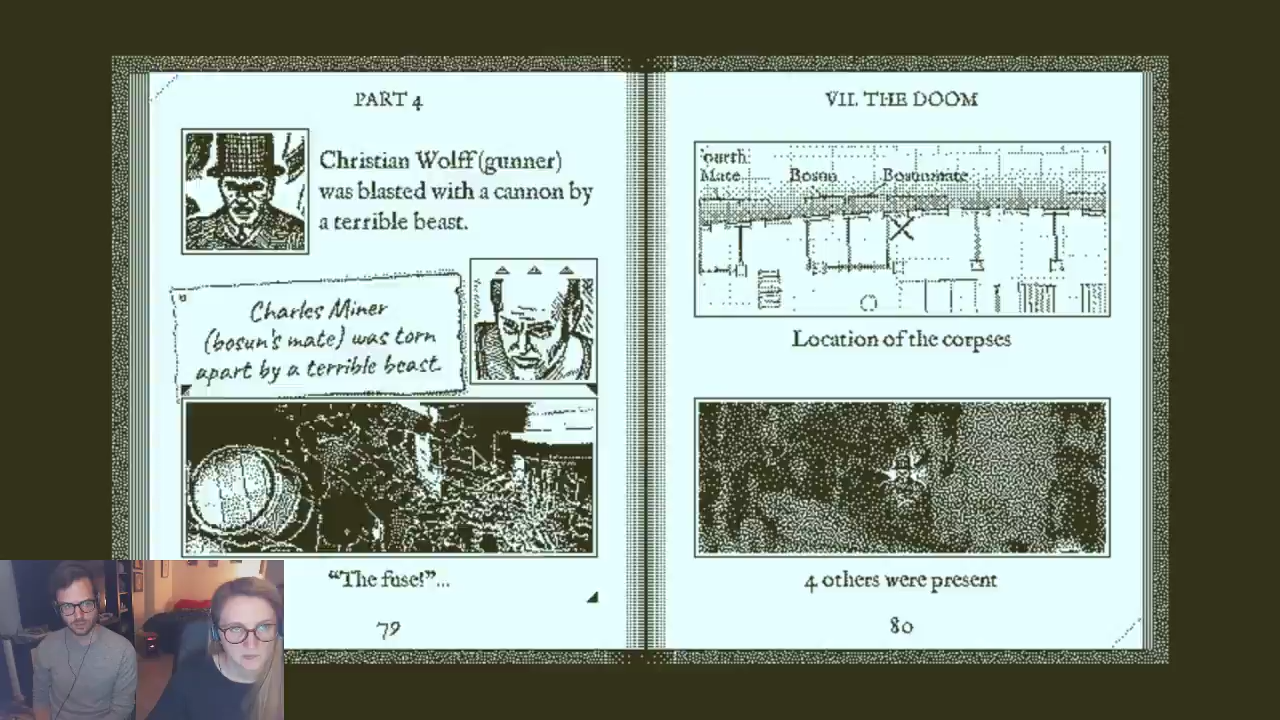 PART 4
Christian Wolff (gunner)
was blasted with a cannon by
a terrible beast.
Charles Miner
(bosun's mate) was torn
apart by a terrible beast.
“The fuse!”...
79
VII. THE DOOM
Mate
Bosun
Bosunmate
Location of the corpses
4 others were present
80